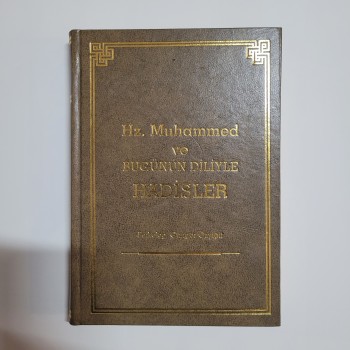 Hz. Muhammed
ve
BUGÜNÜN DİLİYLE
HADİSLER